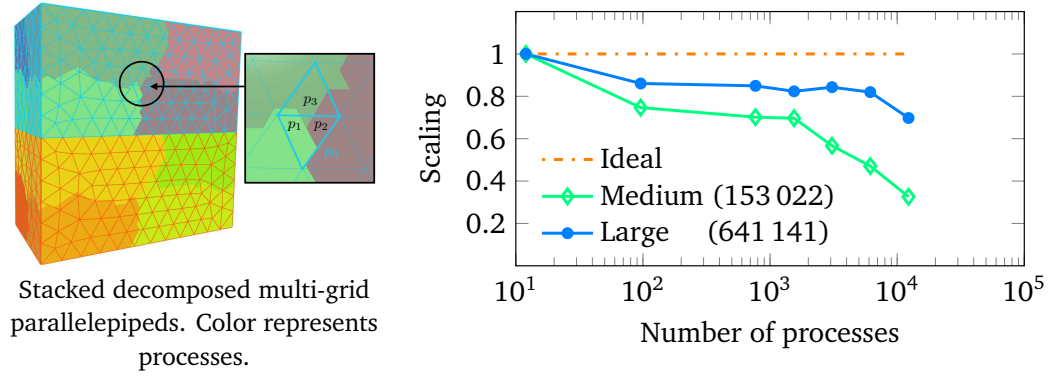 p3
p1
p2
Stacked decomposed multi-grid
parallelepipeds. Color represents
processes.
Scaling
1
0.8
0.6
0.4
0.2
Ideal
Medium (153 022)
Large (641 141)
10^1
10^2
10^3
10^4
10^5
Number of processes